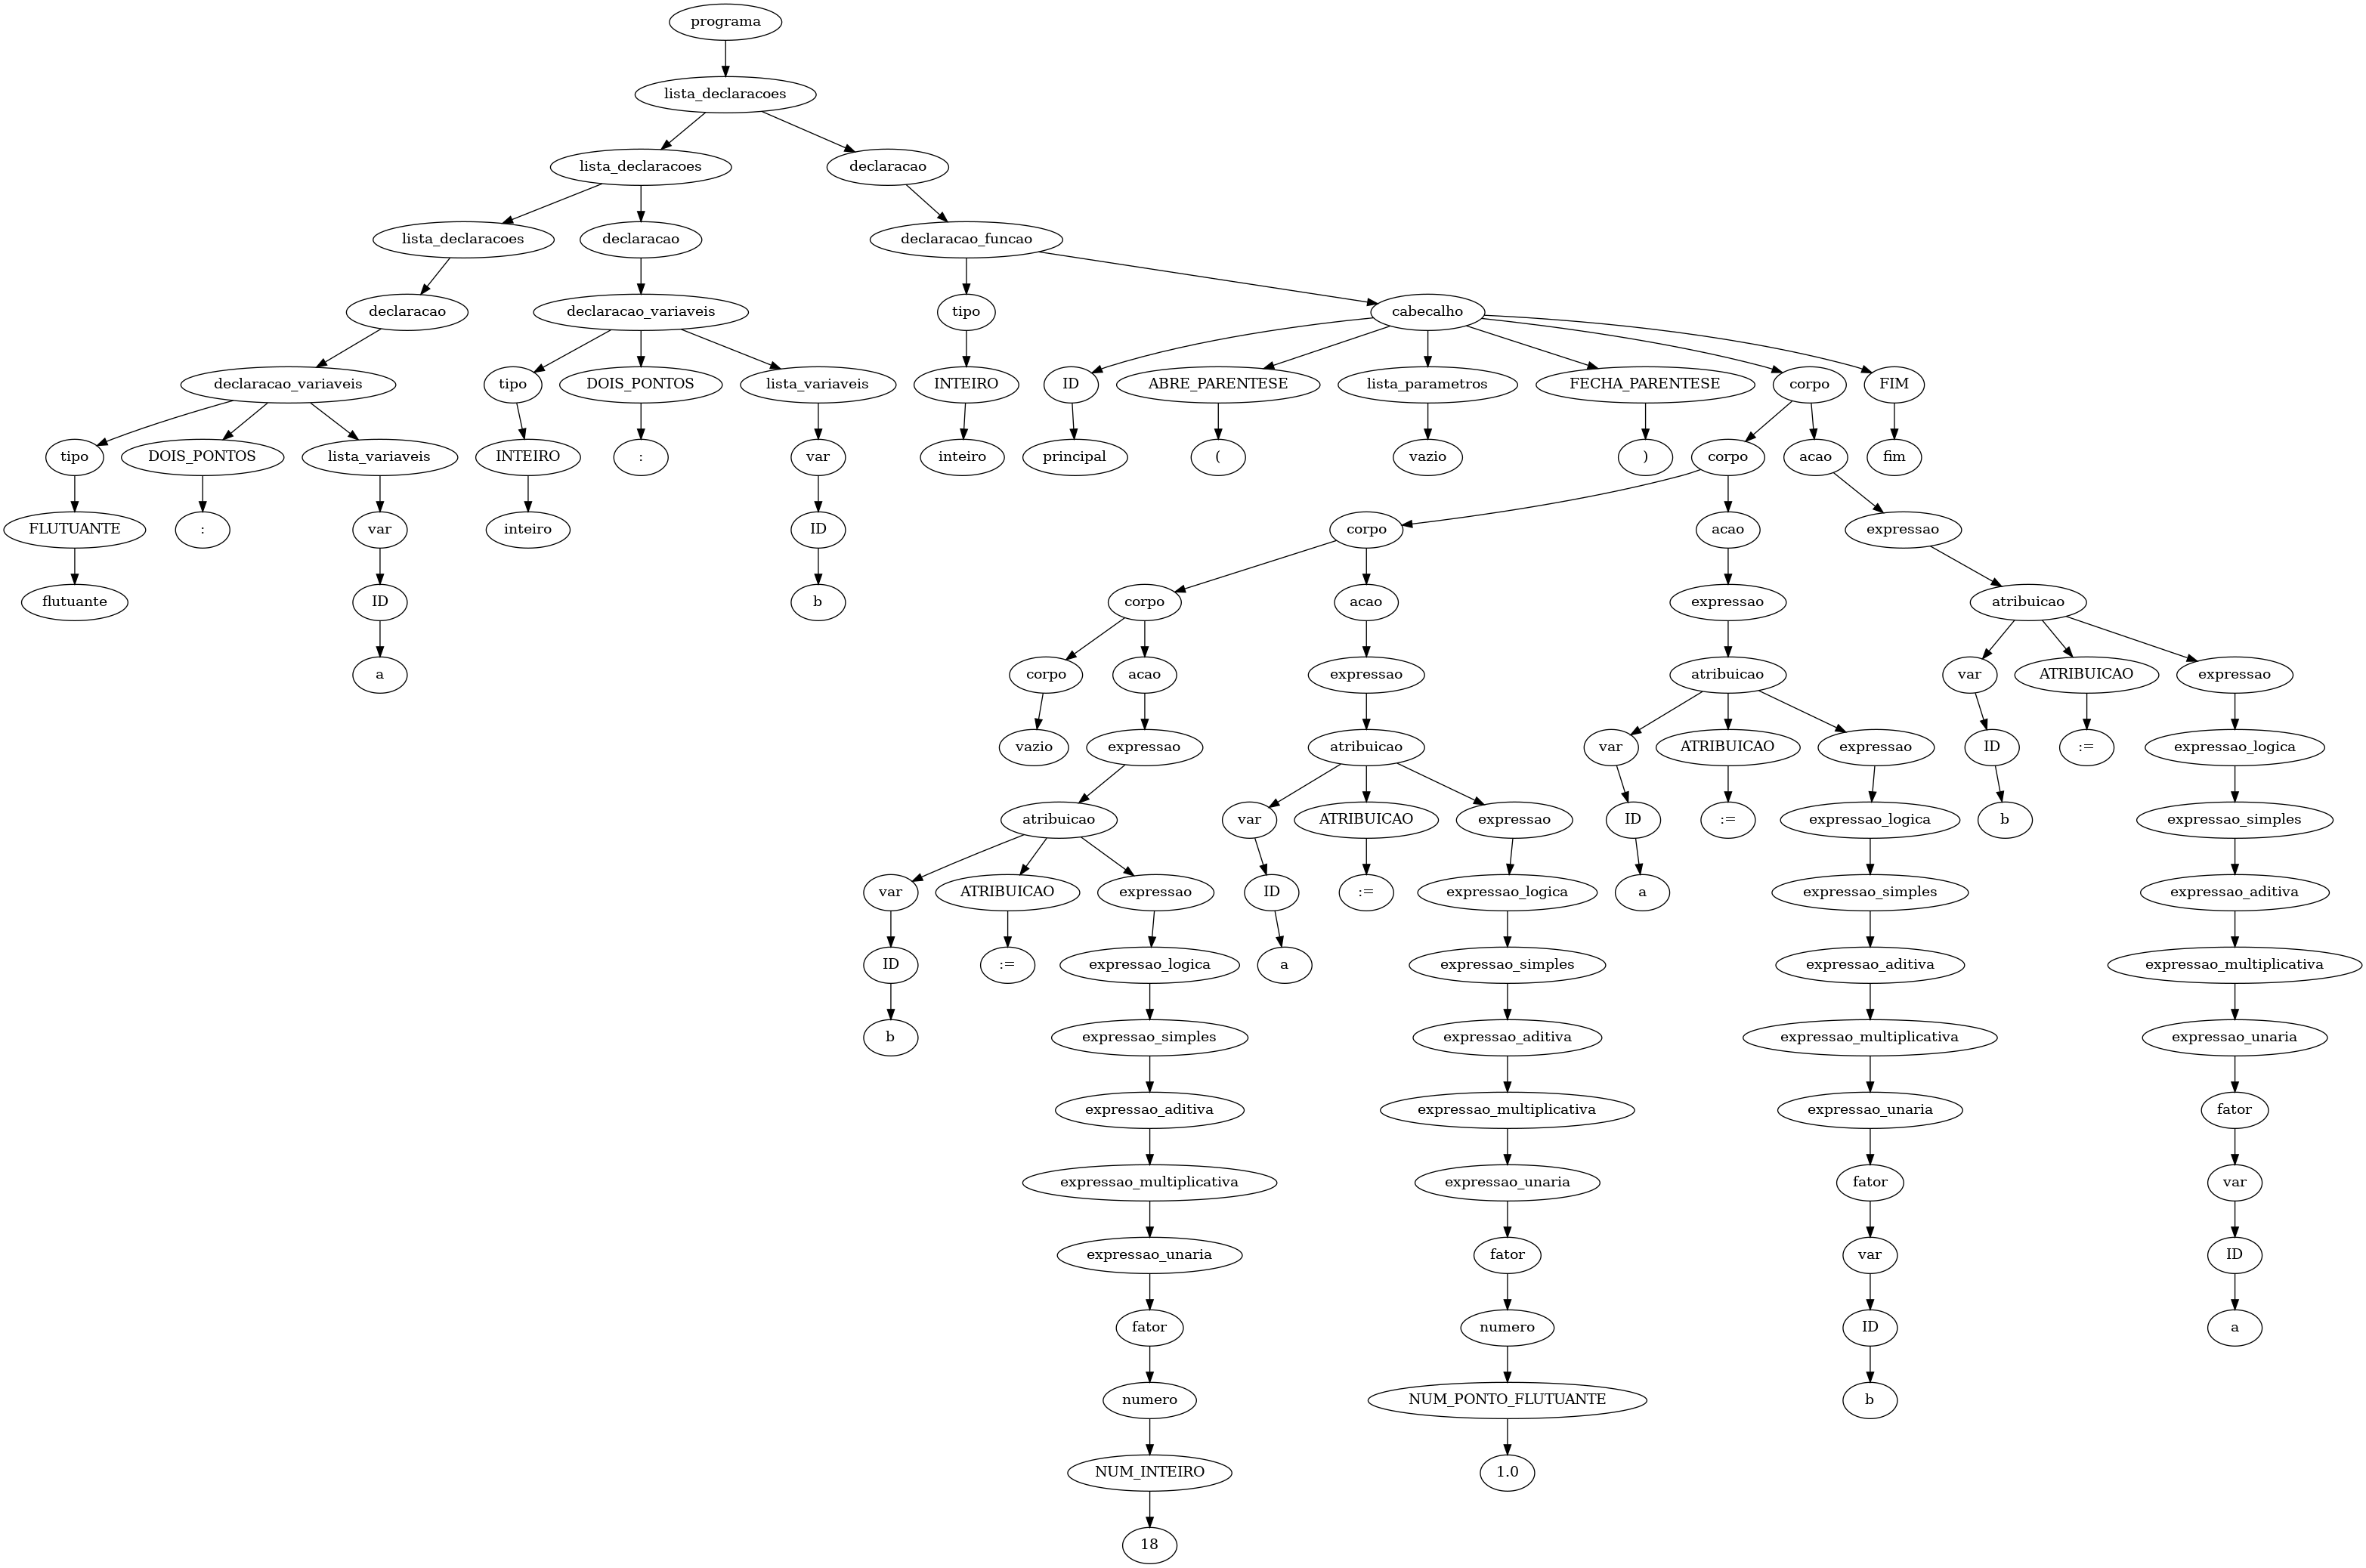 programa
lista_declaracoes
lista_declaracoes declaracao
lista_declaracoes declaracao declaracao_funcao
declaracao declaracao_variaveis tipo cabecalho
declaracao_variaveis tipo DOIS_PONTOS lista_variaveis INTEIRO ID ABRE_PARENTESE lista_parametros FECHA_PARENTESE corpo FIM
tipo DOIS_PONTOS lista_variaveis INTEIRO : var inteiro principal ( vazio ) corpo acao fim
FLUTUANTE : var inteiro ID corpo acao expressao
flutuante ID b corpo acao expressao atribuicao
a corpo acao expressao atribuicao var ATRIBUICAO expressao
vazio expressao atribuicao var ATRIBUICAO expressao ID := expressao_logica
atribuicao var ATRIBUICAO expressao ID := expressao_logica b expressao_simples
var ATRIBUICAO expressao ID := expressao_logica a expressao_simples expressao_aditiva
ID := expressao_logica a expressao_simples expressao_aditiva expressao_multiplicativa
b expressao_simples expressao_aditiva expressao_multiplicativa expressao_unaria
expressao_aditiva expressao_multiplicativa expressao_unaria fator
expressao_multiplicativa expressao_unaria fator var
expressao_unaria fator var ID
fator numero ID a
numero NUM_PONTO_FLUTUANTE b
NUM_INTEIRO 1.0
18